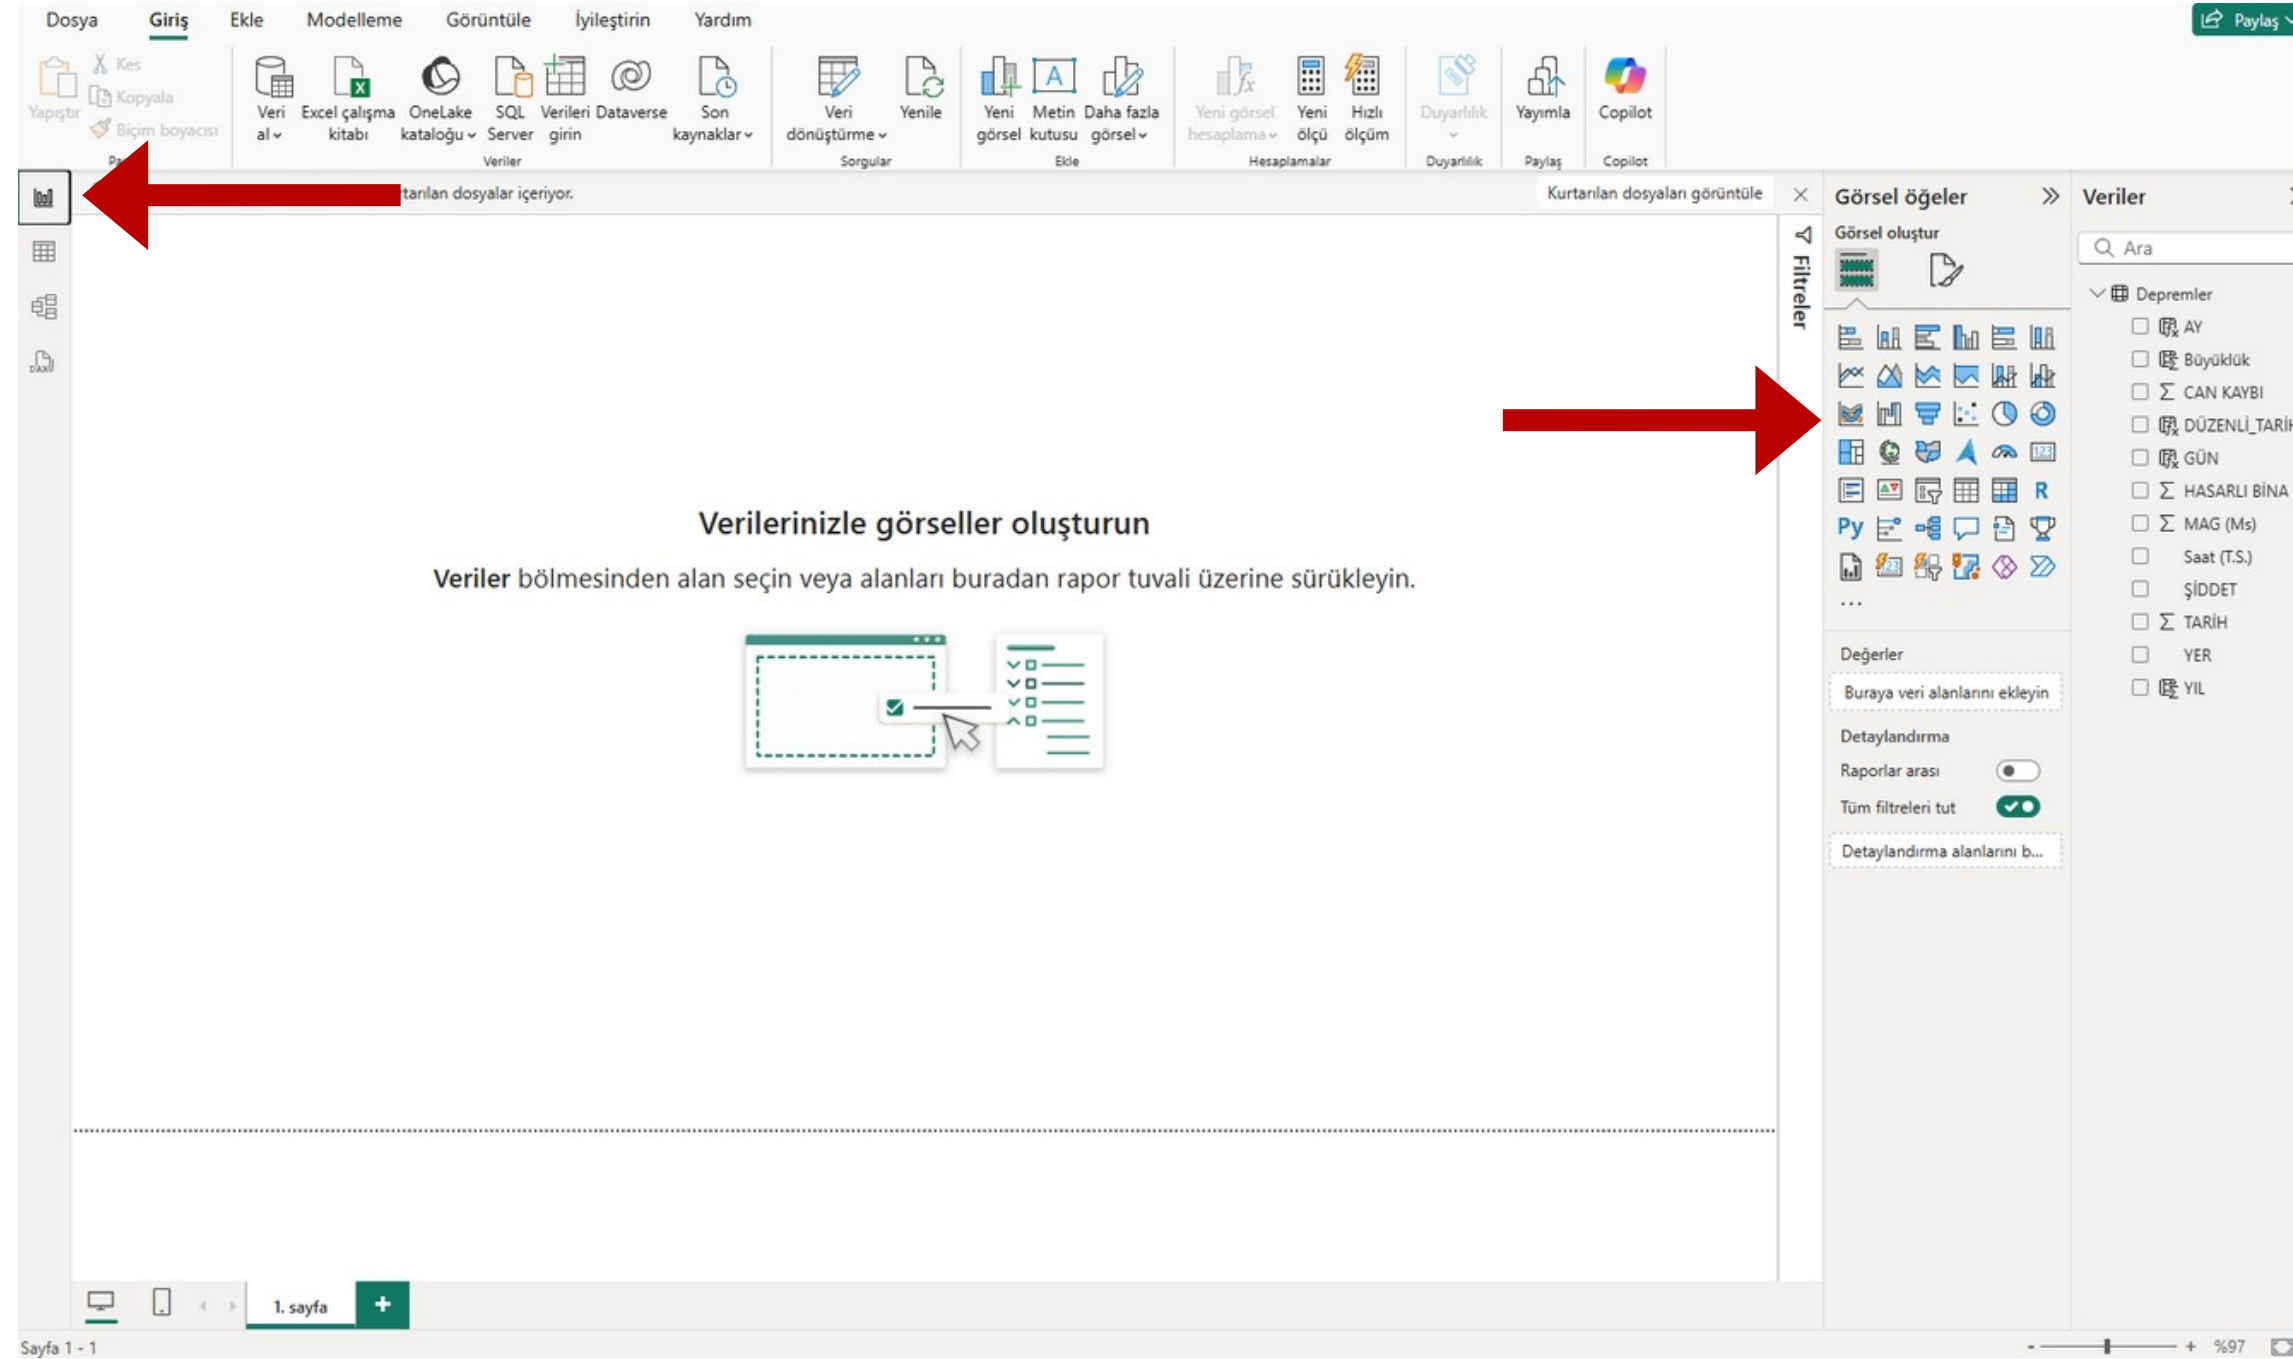 Dosya Giriş Ekle Modelleme Görüntüle İyileştirin Yardım
Paylaş
Yapıştır
Kes
Kopyala
Biçim boyacısı
Veri al
Excel çalışma kitabı
OneLake kataloğu
SQL Server
Verileri girin
Dataverse
Son kaynaklar
Veriler
Veri dönüştürme
Yenile
Sorgular
Yeni görsel
Metin kutusu
Daha fazla görsel
Ekle
Yeni görsel hesaplama
Yeni ölçü
Hızlı ölçüm
Hesaplamalar
Duyarlılık
Duyarlılık
Yayımla
Paylaş
Copilot
Copilot
dosyalar içeriyor.
Kurtarılan dosyaları görüntüle
Filtreler
Verilerinizle görseller oluşturun
Veriler bölmesinden alan seçin veya alanları buradan rapor tuvali üzerine sürükleyin.
Görsel öğeler
Görsel oluştur
123
R
Py
...
Değerler
Buraya veri alanlarını ekleyin
Detaylandırma
Raporlar arası
Tüm filtreleri tut
Detaylandırma alanlarını b...
Veriler
Ara
Depremler
AY
Büyüklük
CAN KAYBI
GÜN
HASARLI BİNA
MAG (Ms)
Saat (T.S.)
ŞİDDET
TARİH
YER
YIL
1. sayfa
Sayfa 1 - 1
- + %97